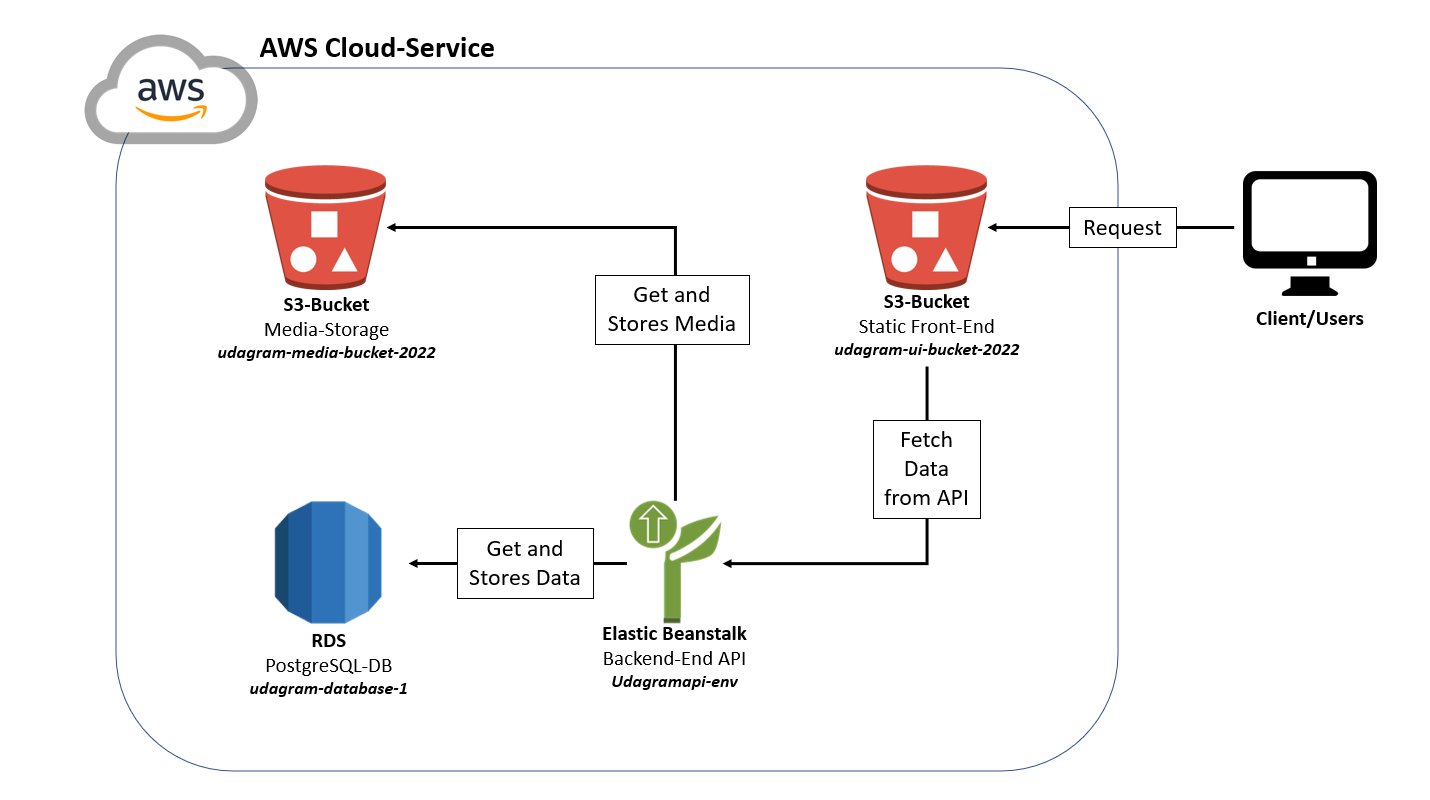 AWS Cloud-Service
aws
S3-Bucket
Media-Storage
udagram-media-bucket-2022
Get and
Stores Media
S3-Bucket
Static Front-End
udagram-ui-bucket-2022
Request
Client/Users
Fetch
Data
from API
Get and
Stores Data
RDS
PostgreSQL-DB
udagram-database-1
Elastic Beanstalk
Backend-End API
Udagramapi-env